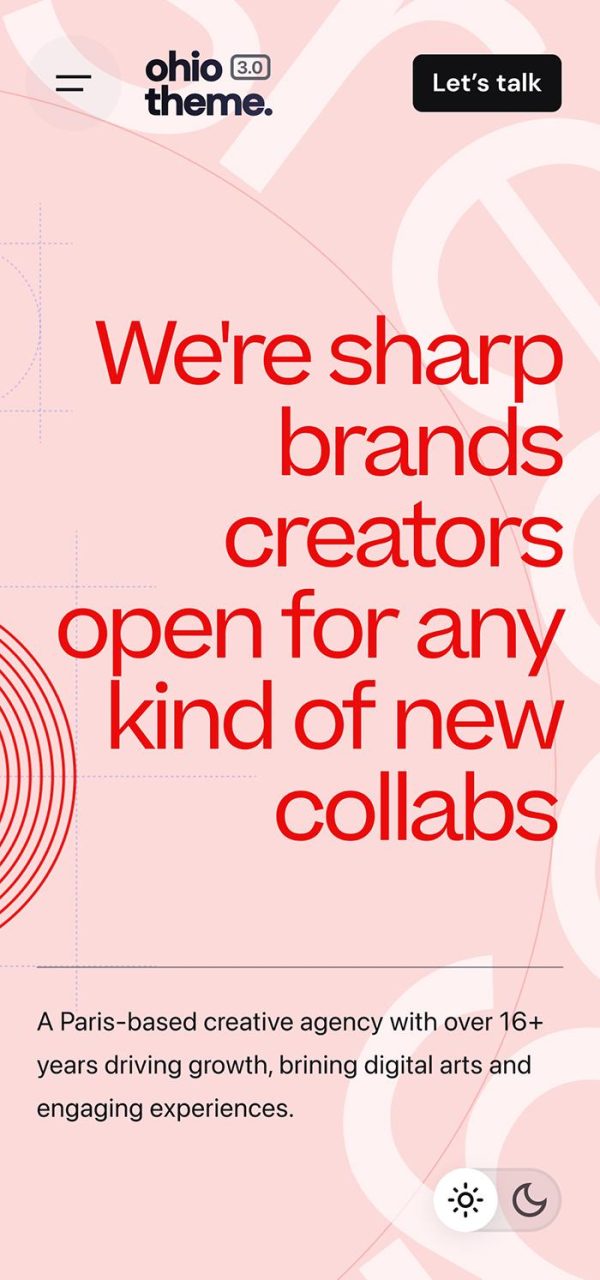 ohio 3.0
theme.
Let's talk
We're sharp
brands
creators
open for any
kind of new
collabs
A Paris-based creative agency with over 16+
years driving growth, brining digital arts and
engaging experiences.